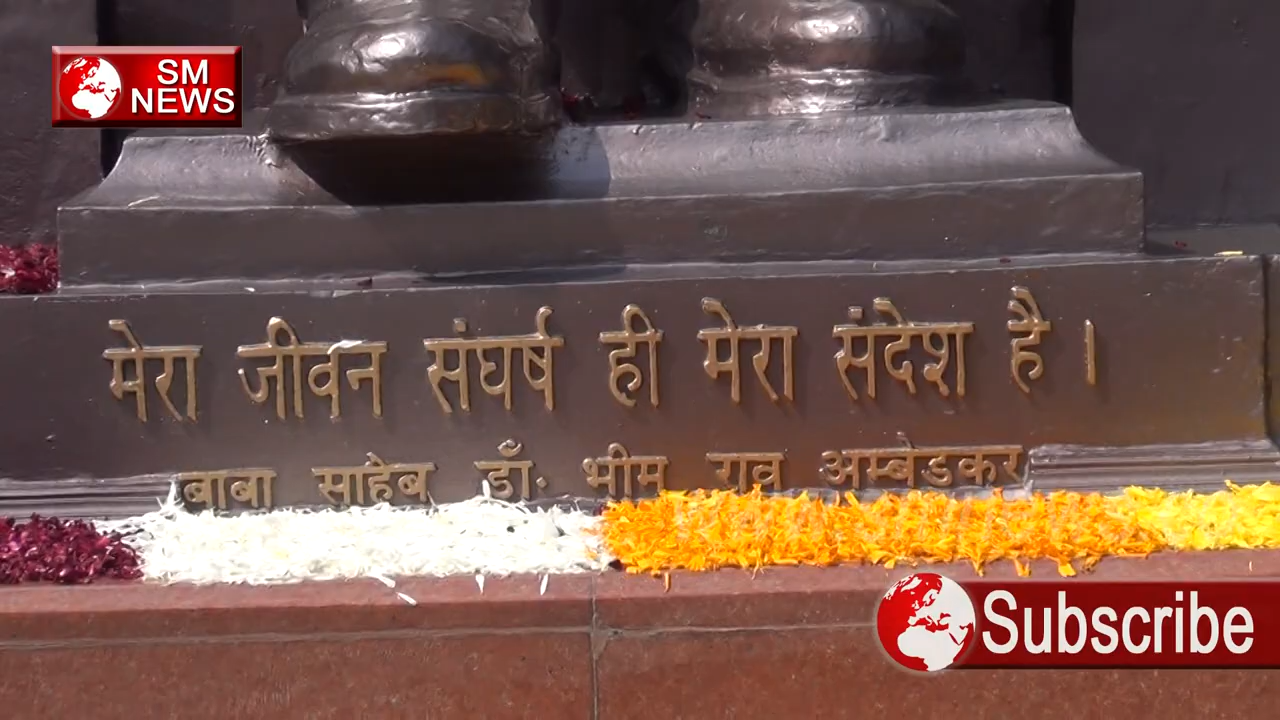 SM
NEWS
मेरा जीवन संघर्ष ही मेरा संदेश है।
बाबा साहेब डॉ. भीम राव अम्बेडकर
Subscribe